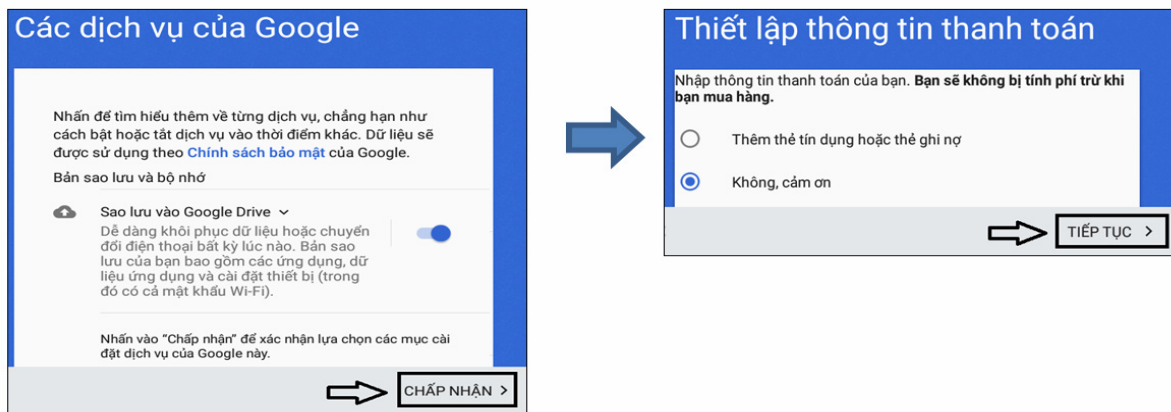 Các dịch vụ của Google
Nhấn để tìm hiểu thêm về từng dịch vụ, chẳng hạn như
cách bật hoặc tắt dịch vụ vào thời điểm khác. Dữ liệu sẽ
được sử dụng theo Chính sách bảo mật của Google.
Bản sao lưu và bộ nhớ
Sao lưu vào Google Drive
Dễ dàng khôi phục dữ liệu hoặc chuyển
đổi điện thoại bất kỳ lúc nào. Bản sao
lưu của bạn bao gồm các ứng dụng, dữ
liệu ứng dụng và cài đặt thiết bị (trong
đó có cả mật khẩu Wi-Fi).
Nhấn vào “Chấp nhận” để xác nhận lựa chọn các mục cài
đặt dịch vụ của Google này.
CHẤP NHẬN >
Thiết lập thông tin thanh toán
Nhập thông tin thanh toán của bạn. Bạn sẽ không bị tính phí trừ khi
bạn mua hàng.
Thêm thẻ tín dụng hoặc thẻ ghi nợ
Không, cảm ơn
TIẾP TỤC >